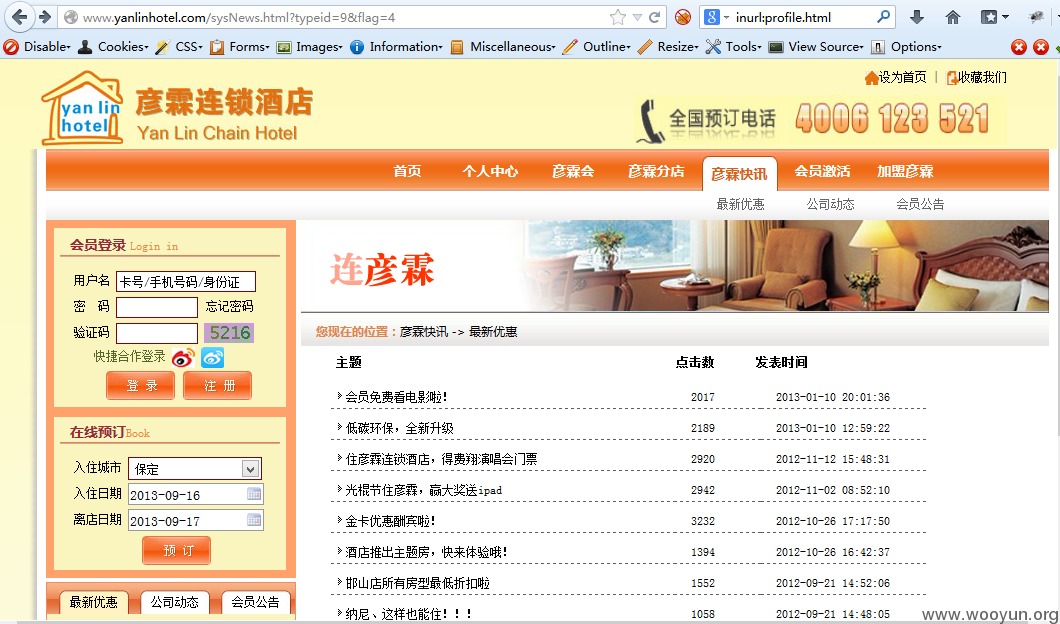 www.yanlinhotel.com/sysNews.html?typeid=9&flag=4
inurl:profile.html
Disable Cookies CSS Forms Images Information Miscellaneous Outline Resize Tools View Source Options
设为首页 | 收藏我们
yan lin
hotel
彦霖连锁酒店
Yan Lin Chain Hotel
全国预订电话 4006 123 521
首页 个人中心 彦霖会 彦霖分店 彦霖快讯 会员激活 加盟彦霖
最新优惠 公司动态 会员公告
会员登录 Login in
用户名 卡号/手机号码/身份证
密 码 忘记密码
验证码 5216
快捷合作登录
登 录 注 册
在线预订Book
入住城市 保定
入住日期 2013-09-16
离店日期 2013-09-17
预 订
最新优惠 公司动态 会员公告
连彦霖
您现在的位置：彦霖快讯 -> 最新优惠
主题 点击数 发表时间
会员免费看电影啦! 2017 2013-01-10 20:01:36
低碳环保，全新升级 2189 2013-01-10 12:59:22
住彦霖连锁酒店，得费翔演唱会门票 2920 2012-11-12 15:48:31
光棍节住彦霖，赢大奖送ipad 2942 2012-11-02 08:52:10
金卡优惠酬宾啦! 3232 2012-10-26 17:17:50
酒店推出主题房，快来体验哦! 1394 2012-10-26 16:42:37
邯山店所有房型最低折扣啦 1552 2012-09-21 14:52:06
纳尼、这样也能住！！！ 1058 2012-09-21 14:48:05
www.wooyun.org